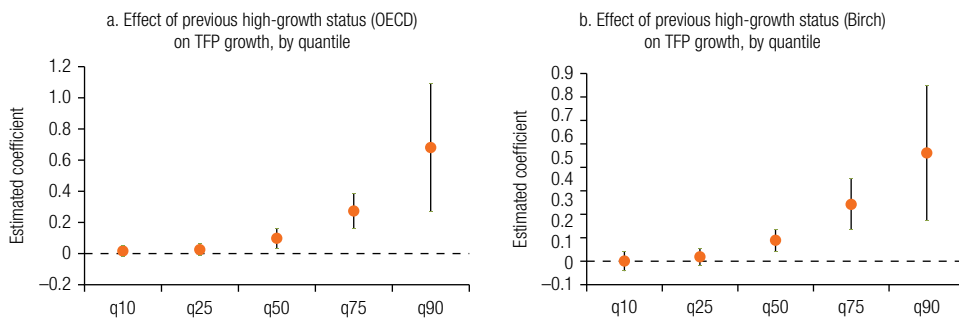 a. Effect of previous high-growth status (OECD)
on TFP growth, by quantile
Estimated coefficient
1.2
1.0
0.8
0.6
0.4
0.2
0
–0.2
q10 q25 q50 q75 q90
b. Effect of previous high-growth status (Birch)
on TFP growth, by quantile
Estimated coefficient
0.9
0.8
0.7
0.6
0.5
0.4
0.3
0.2
0.1
0
–0.1
q10 q25 q50 q75 q90